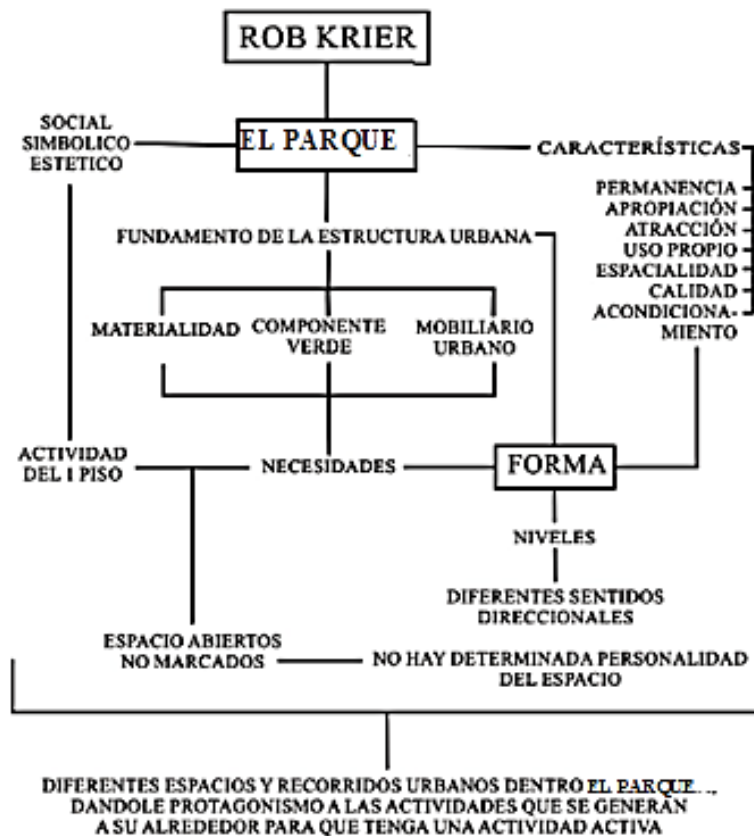 ROB KRIER
SOCIAL
SIMBOLICO
ESTETICO
EL PARQUE
CARACTERÍSTICAS
PERMANENCIA
APROPIACIÓN
ATRACCIÓN
USO PROPIO
ESPACIALIDAD
CALIDAD
ACONDICIONA-
MIENTO
FUNDAMENTO DE LA ESTRUCTURA URBANA
MATERIALIDAD
COMPONENTE
VERDE
MOBILIARIO
URBANO
ACTIVIDAD
DEL 1 PISO
NECESIDADES
FORMA
NIVELES
DIFERENTES SENTIDOS
DIRECCIONALES
ESPACIO ABIERTOS
NO MARCADOS
NO HAY DETERMINADA PERSONALIDAD
DEL ESPACIO
DIFERENTES ESPACIOS Y RECORRIDOS URBANOS DENTRO EL PARQUE...,
DANDOLE PROTAGONISMO A LAS ACTIVIDADES QUE SE GENERAN
A SU ALREDEDOR PARA QUE TENGA UNA ACTIVIDAD ACTIVA